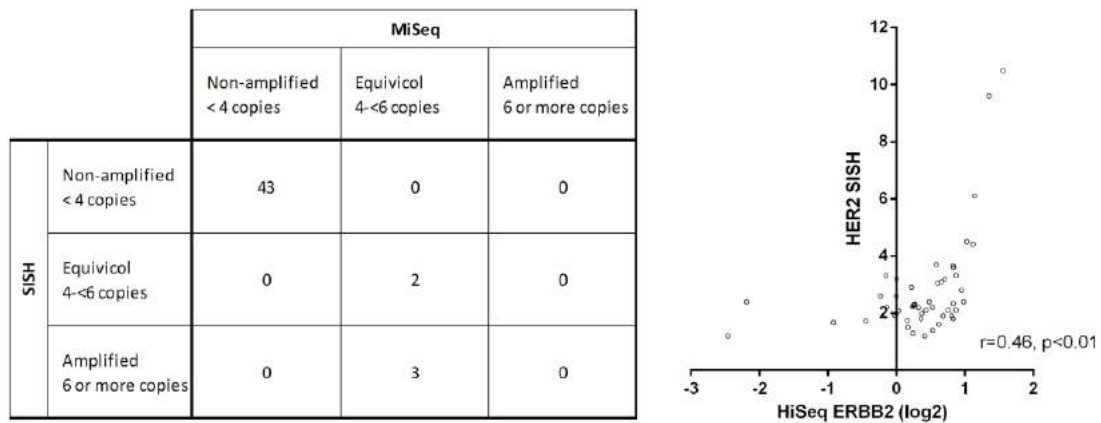 MiSeq
Non-amplified
< 4 copies
Equivicol
4-<6 copies
Amplified
6 or more copies
SISH
Non-amplified
< 4 copies
43
0
0
Equivicol
4-<6 copies
0
2
0
Amplified
6 or more copies
0
3
0
12
10
8
6
4
2
0
HER2 SISH
r=0.46, p<0.01
-3
-2
-1
0
1
2
HiSeq ERBB2 (log2)